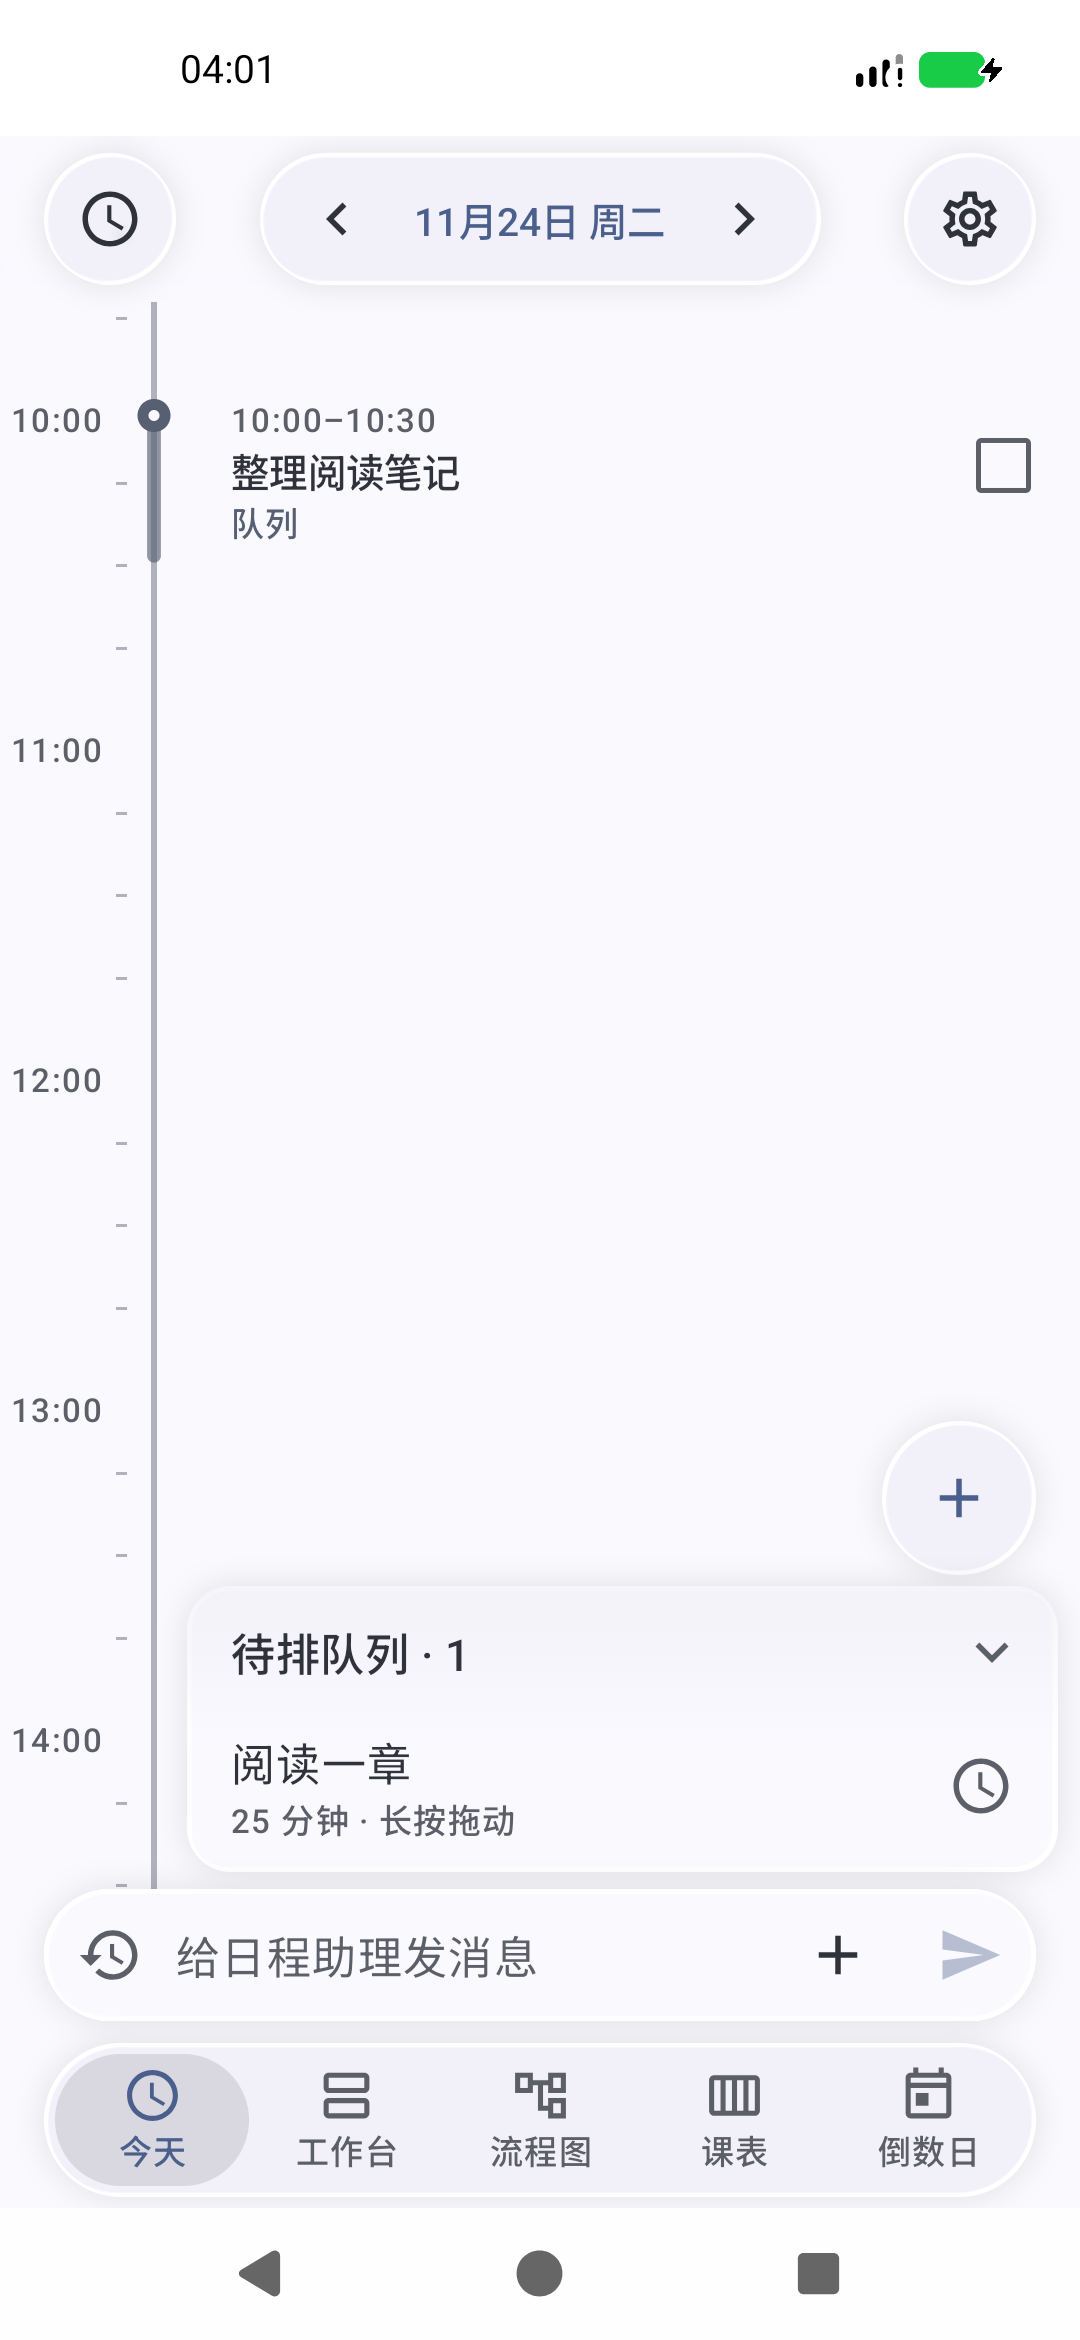 04:01
11月24日 周二
10:00
10:00–10:30
整理阅读笔记
队列
11:00
12:00
13:00
待排队列 · 1
14:00
阅读一章
25 分钟 · 长按拖动
给日程助理发消息
今天
工作台
流程图
课表
倒数日